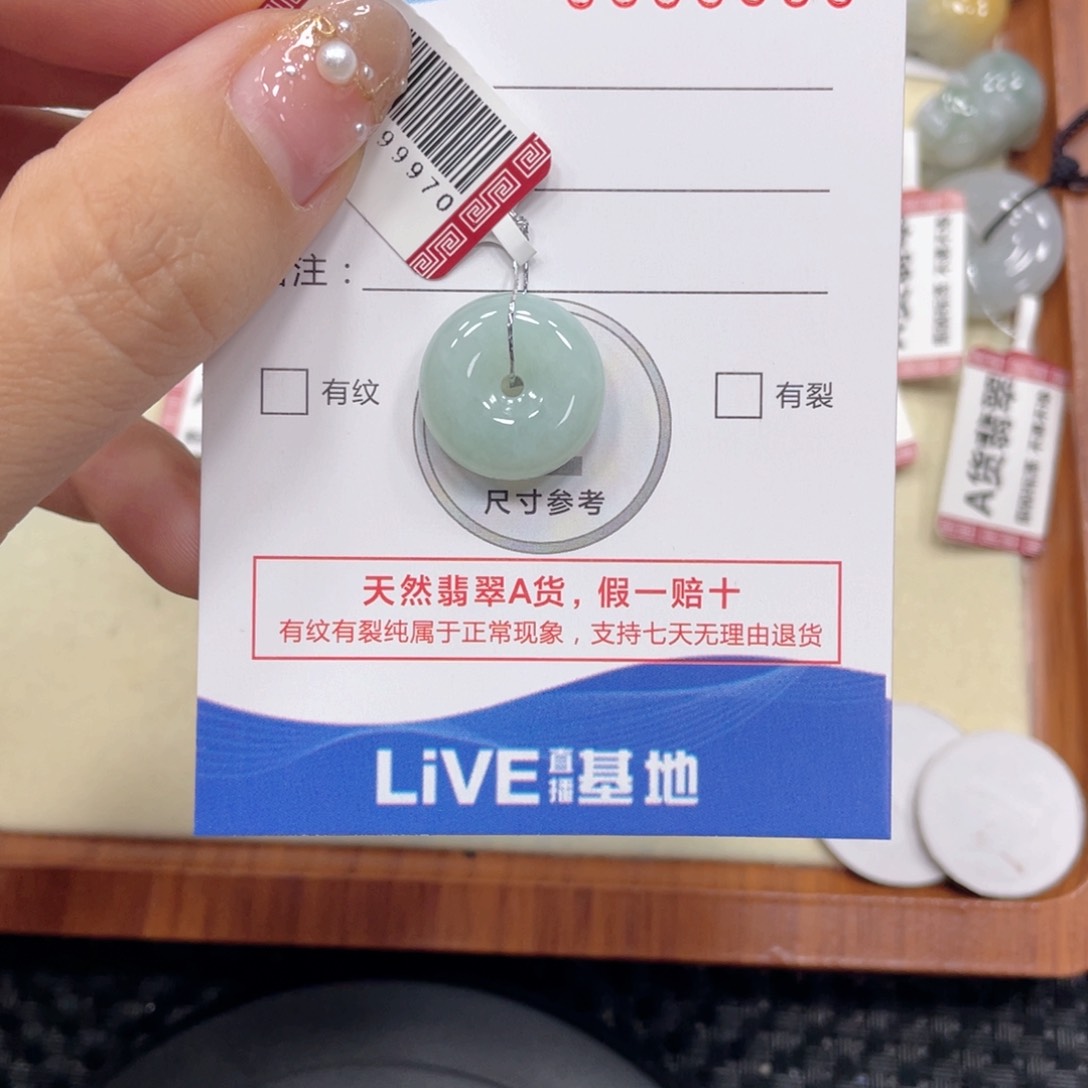 99970
注：
有纹
有裂
尺寸参考
天然翡翠A货，假一赔十
有纹有裂纯属于正常现象，支持七天无理由退货
LiVE直播基地
A货翡翠